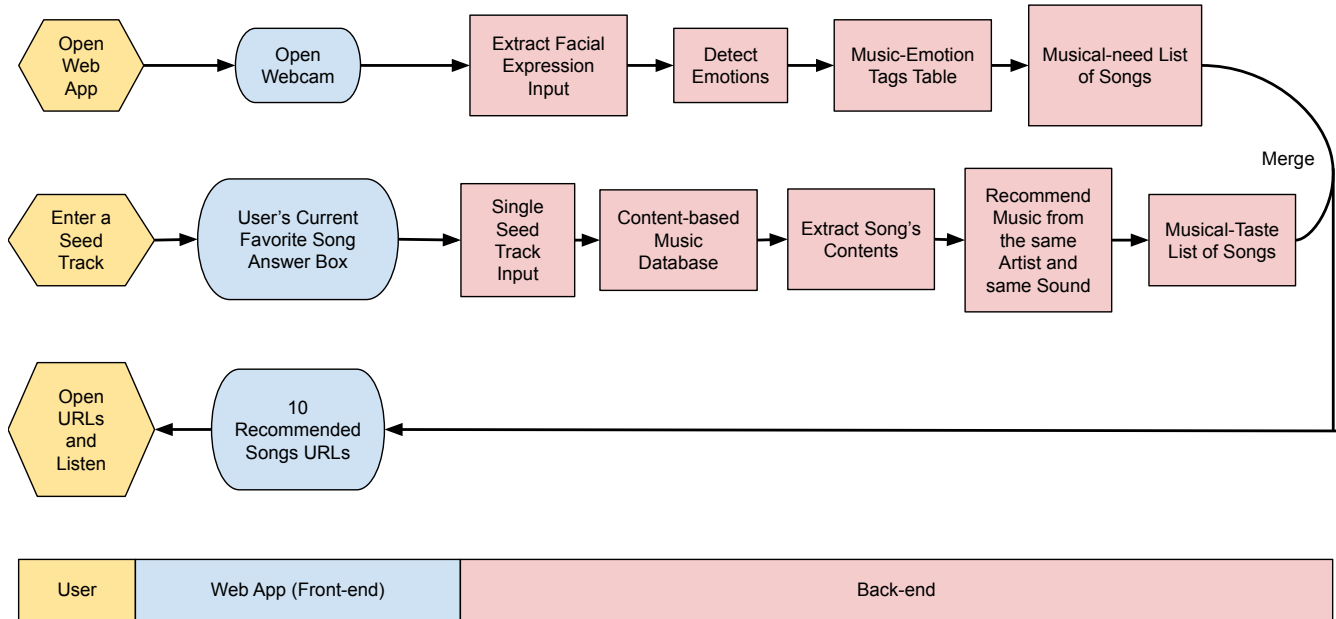 Open
Web
App
Open
Webcam
Extract Facial
Expression
Input
Detect
Emotions
Music-Emotion
Tags Table
Musical-need List
of Songs
Merge
Enter a
Seed
Track
User’s Current
Favorite Song
Answer Box
Single
Seed
Track
Input
Content-based
Music
Database
Extract Song’s
Contents
Recommend
Music from
the same
Artist and
same Sound
Musical-Taste
List of Songs
Open
URLs
and
Listen
10
Recommended
Songs URLs
User
Web App (Front-end)
Back-end